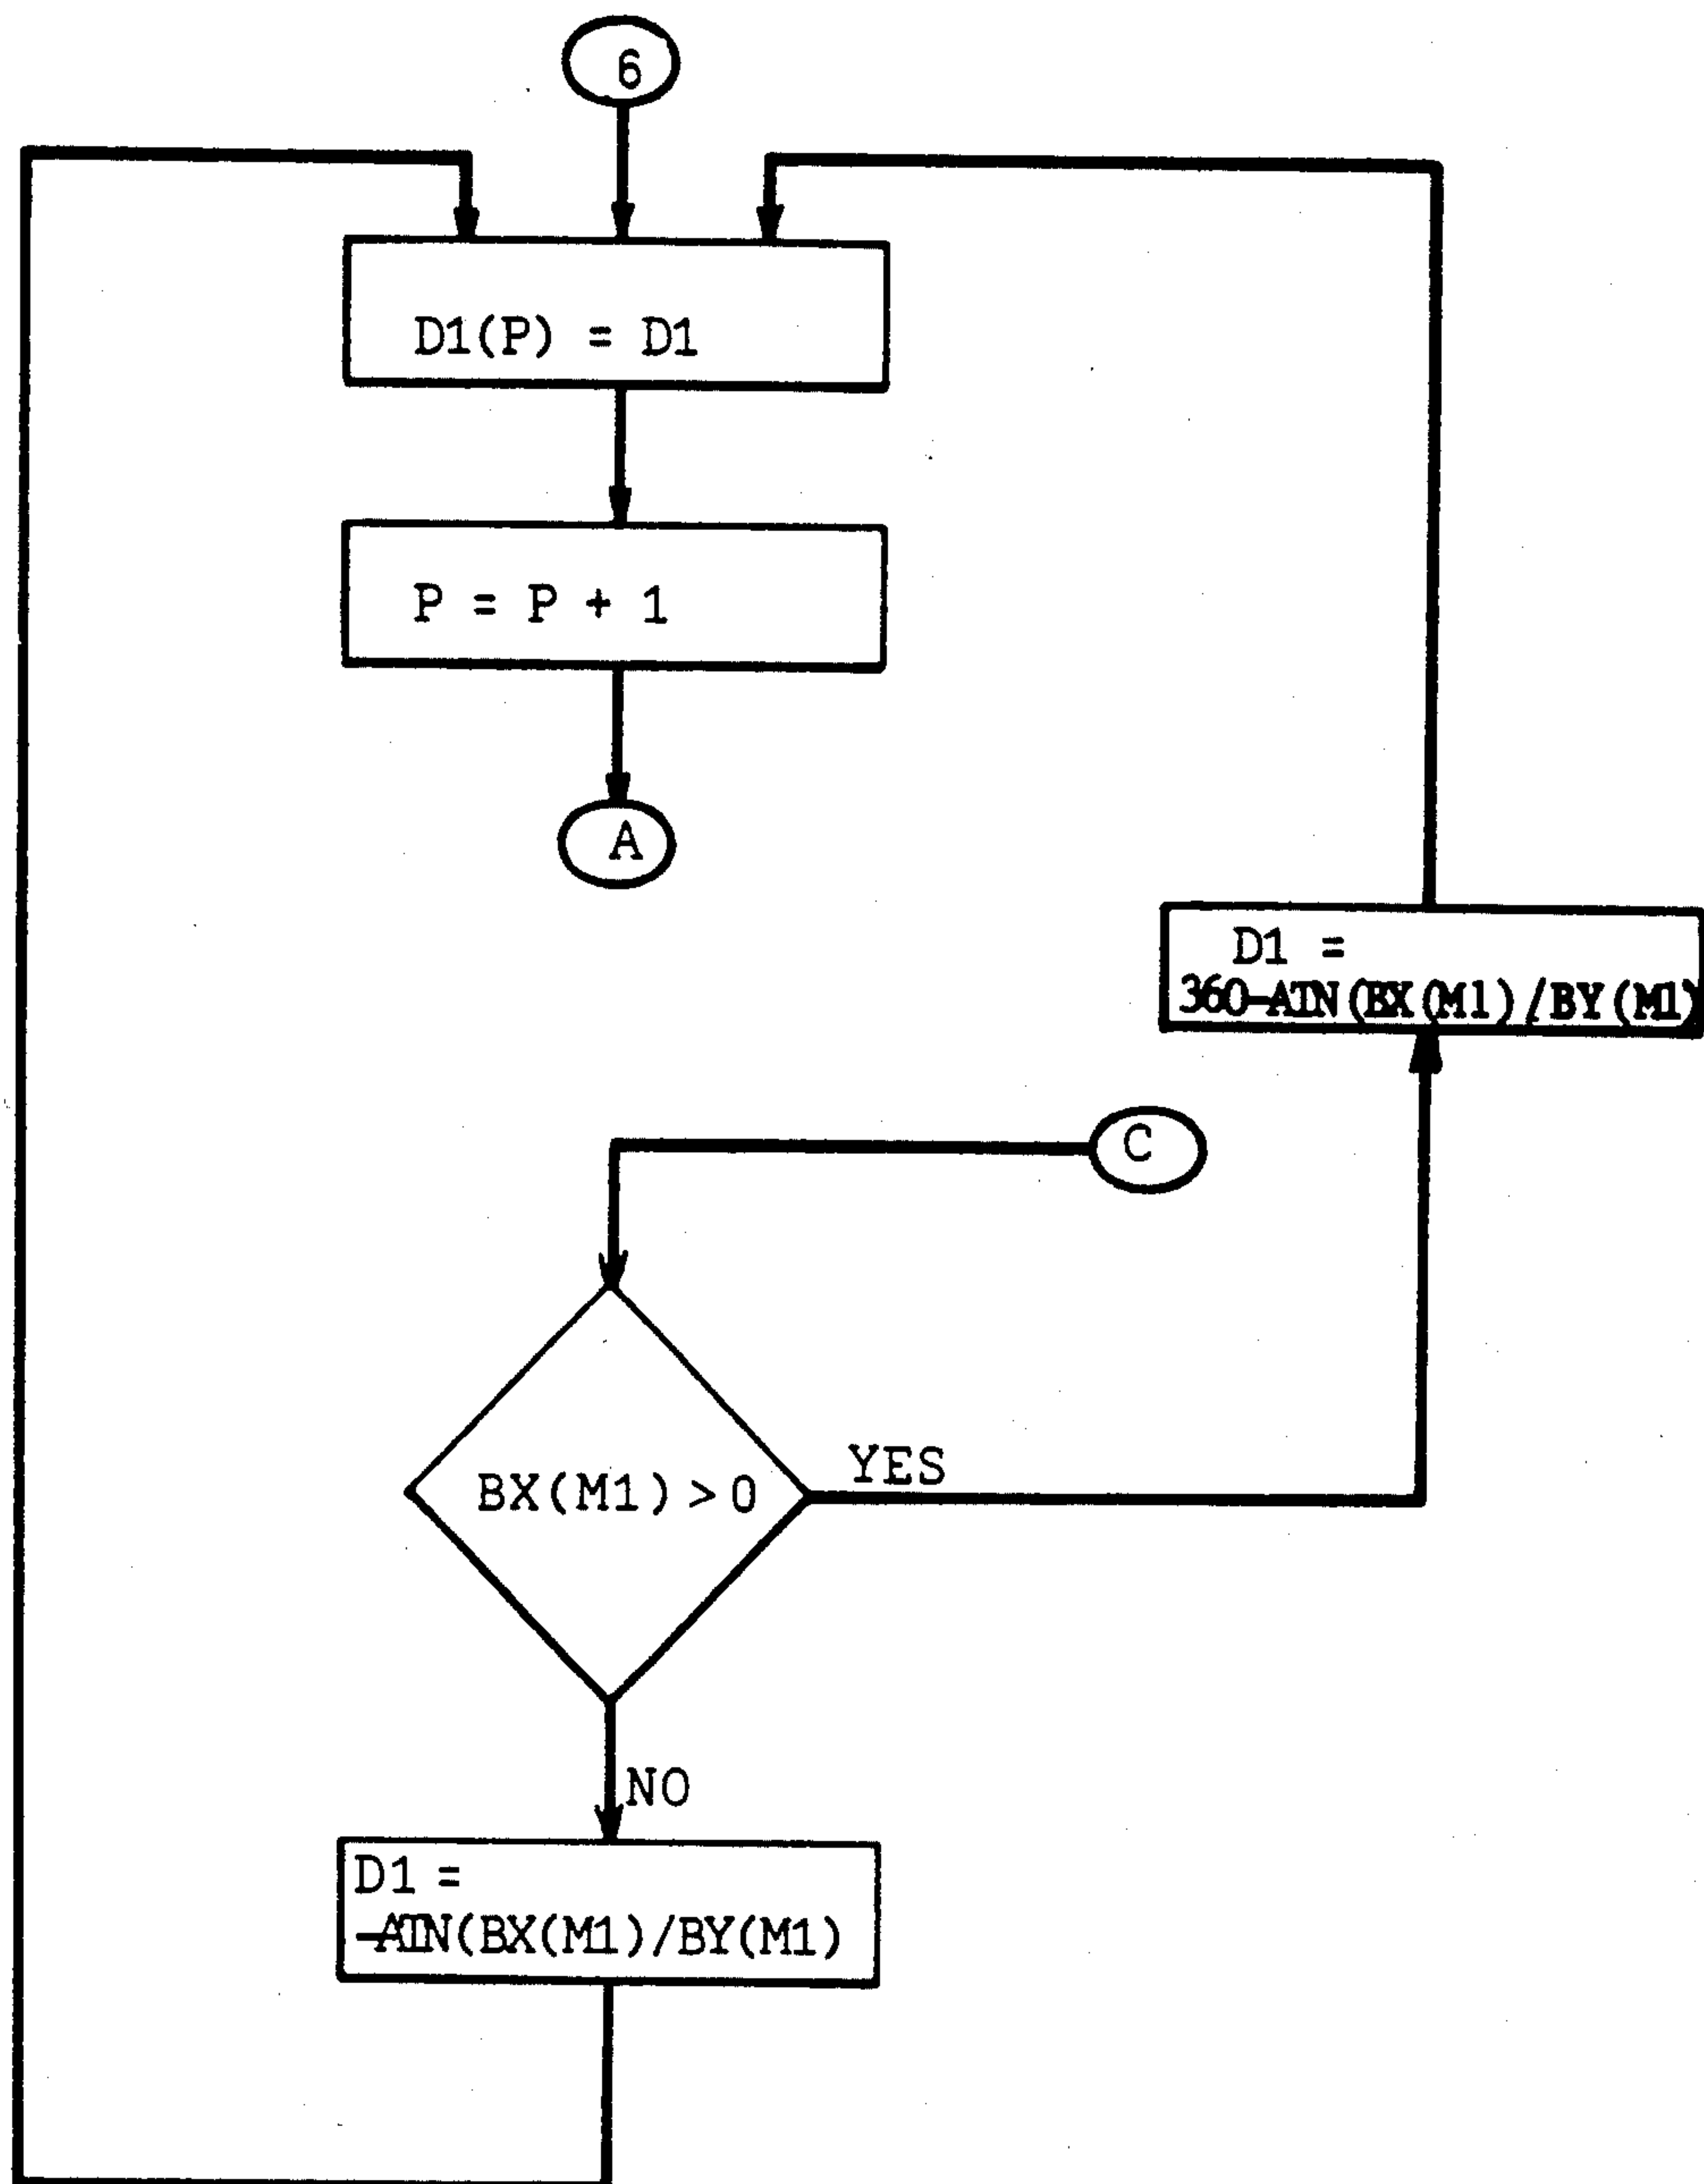 6
D1(P) = D1
P = P + 1
A
D1 =
360-ATN(BX(M1)/BY(M1)
C
BX(M1) > 0
YES
NO
D1 =
-ATN(BX(M1)/BY(M1)